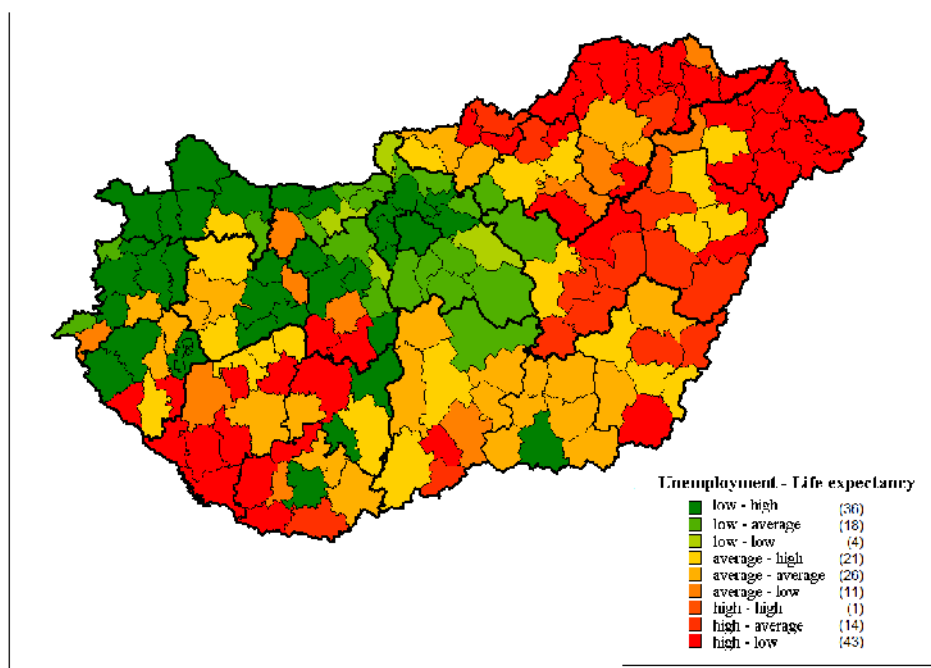 Unemployment - Life expectancy
low - high (36)
low - average (18)
low - low (4)
average - high (21)
average - average (26)
average - low (11)
high - high (1)
high - average (14)
high - low (43)